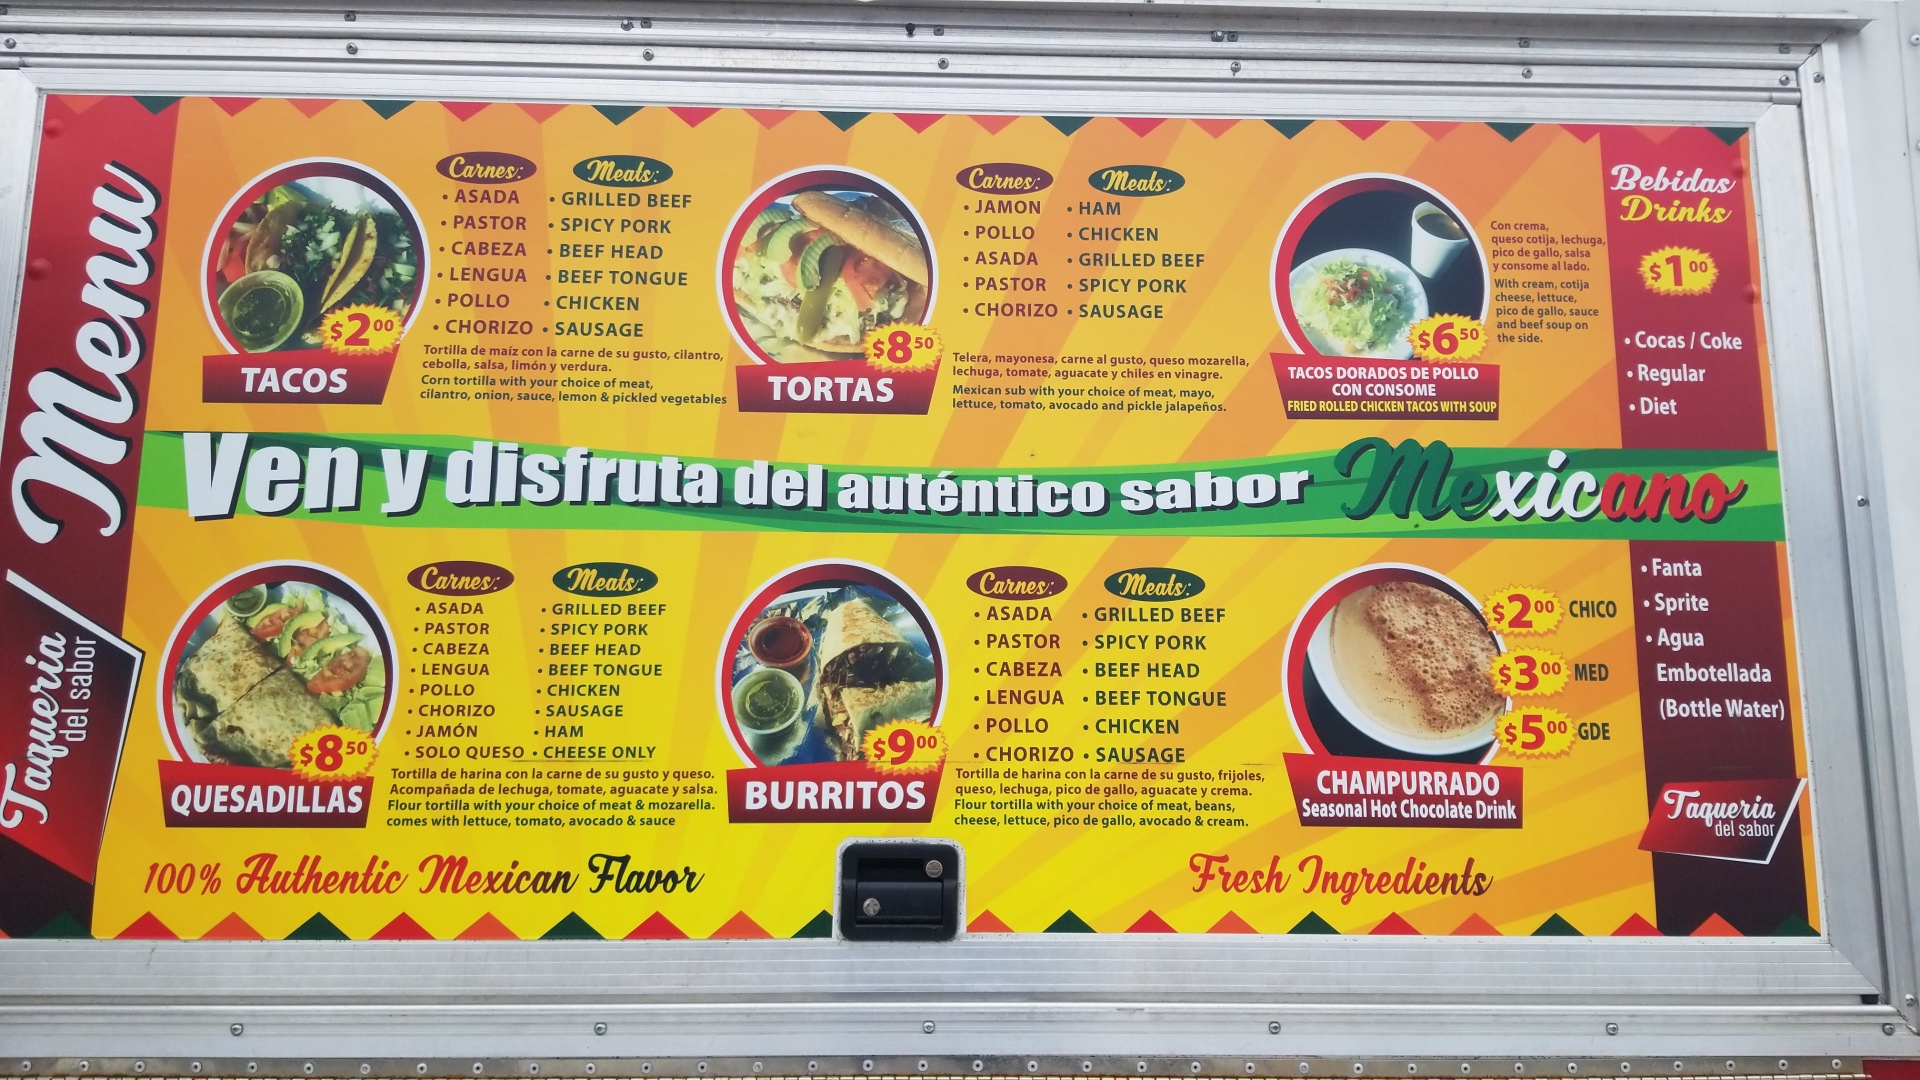 Menu
Taqueria
del sabor
Carnes:
• ASADA
• PASTOR
• CABEZA
• LENGUA
• POLLO
• CHORIZO
Meats:
• GRILLED BEEF
• SPICY PORK
• BEEF HEAD
• BEEF TONGUE
• CHICKEN
• SAUSAGE
$2.00
TACOS
Tortilla de maíz con la carne de su gusto, cilantro,
cebolla, salsa, limón y verdura.
Corn tortilla with your choice of meat,
cilantro, onion, sauce, lemon & pickled vegetables
Carnes:
• JAMON
• POLLO
• ASADA
• PASTOR
• CHORIZO
Meats:
• HAM
• CHICKEN
• GRILLED BEEF
• SPICY PORK
• SAUSAGE
$8 50
TORTAS
Telera, mayonesa, carne al gusto, queso mozarella,
lechuga, tomate, aguacate y chiles en vinagre.
Mexican sub with your choice of meat, mayo,
lettuce, tomato, avocado and pickle jalapeños.
Con crema,
queso cotija, lechuga,
pico de gallo, salsa
y consome al lado.
With cream, cotija
cheese, lettuce,
pico de gallo, sauce
and beef soup on
the side.
$6 50
TACOS DORADOS DE POLLO
CON CONSOME
FRIED ROLLED CHICKEN TACOS WITH SOUP
Bebidas
Drinks
$1 00
• Cocas / Coke
• Regular
• Diet
Ven y disfruta del auténtico sabor Mexicano
Carnes:
• ASADA
• PASTOR
• CABEZA
• LENGUA
• POLLO
• CHORIZO
• JAMÓN
• SOLO QUESO
Meats:
• GRILLED BEEF
• SPICY PORK
• BEEF HEAD
• BEEF TONGUE
• CHICKEN
• SAUSAGE
• HAM
• CHEESE ONLY
$8 50
QUESADILLAS
Tortilla de harina con la carne de su gusto y queso.
Acompañada de lechuga, tomate, aguacate y salsa.
Flour tortilla with your choice of meat & mozarella.
comes with lettuce, tomato, avocado & sauce
Carnes:
• ASADA
• PASTOR
• CABEZA
• LENGUA
• POLLO
• CHORIZO
Meats:
• GRILLED BEEF
• SPICY PORK
• BEEF HEAD
• BEEF TONGUE
• CHICKEN
• SAUSAGE
$9 00
BURRITOS
Tortilla de harina con la carne de su gusto, frijoles,
queso, lechuga, pico de gallo, aguacate y crema.
Flour tortilla with your choice of meat, beans,
cheese, lettuce, pico de gallo, avocado & cream.
$2 00 CHICO
$3 00 MED
$5 00 GDE
CHAMPURRADO
Seasonal Hot Chocolate Drink
• Fanta
• Sprite
• Agua
Embotellada
(Bottle Water)
Taqueria
del sabor
100% Authentic Mexican Flavor
Fresh Ingredients